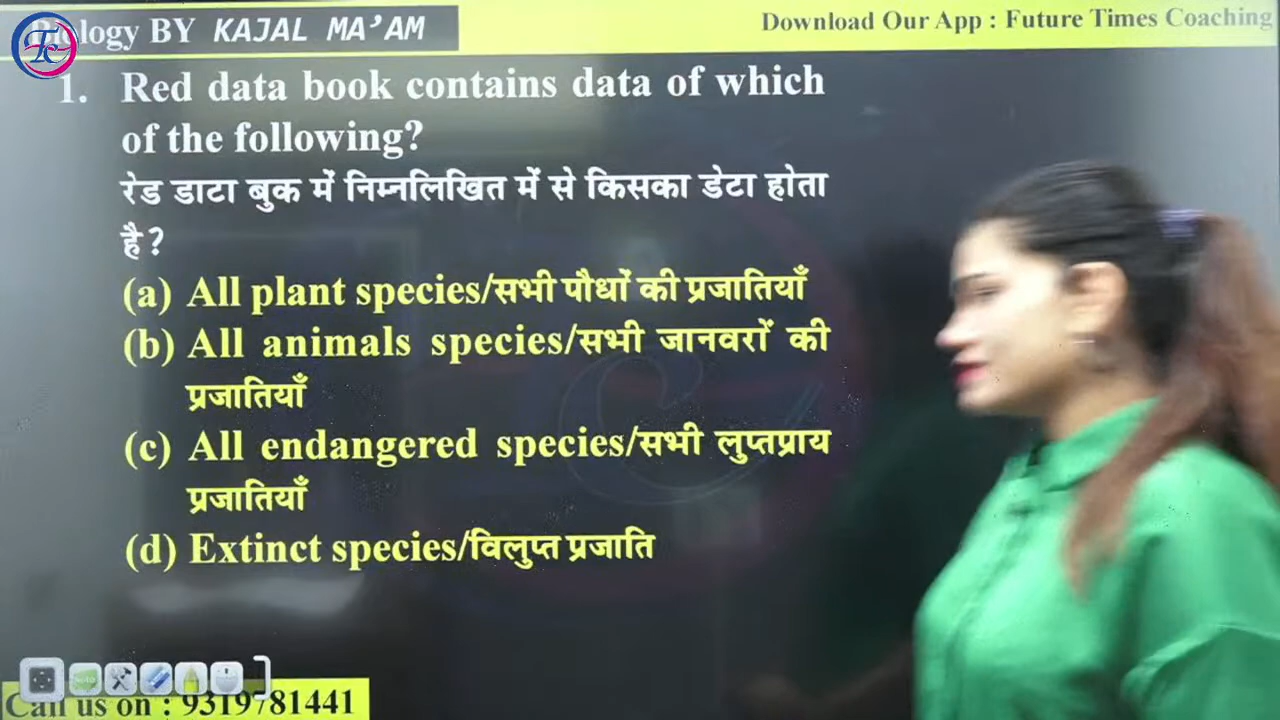 Biology BY KAJAL MA'AM
Download Our App : Future Times Coaching
1. Red data book contains data of which
of the following?
रेड डाटा बुक में निम्नलिखित में से किसका डेटा होता
है?
(a) All plant species/सभी पौधों की प्रजातियाँ
(b) All animals species/सभी जानवरों की
प्रजातियाँ
(c) All endangered species/सभी लुप्तप्राय
प्रजातियाँ
(d) Extinct species/विलुप्त प्रजाति
Call us on : 9319781441